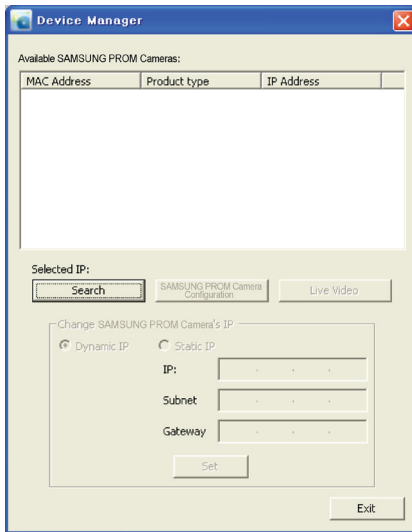 Device Manager
Available SAMSUNG PROM Cameras:
MAC Address Product type IP Address
Selected IP:
Search SAMSUNG PROM Camera Configuration Live Video
Change SAMSUNG PROM Camera's IP
Dynamic IP Static IP
IP:
Subnet
Gateway
Set
Exit